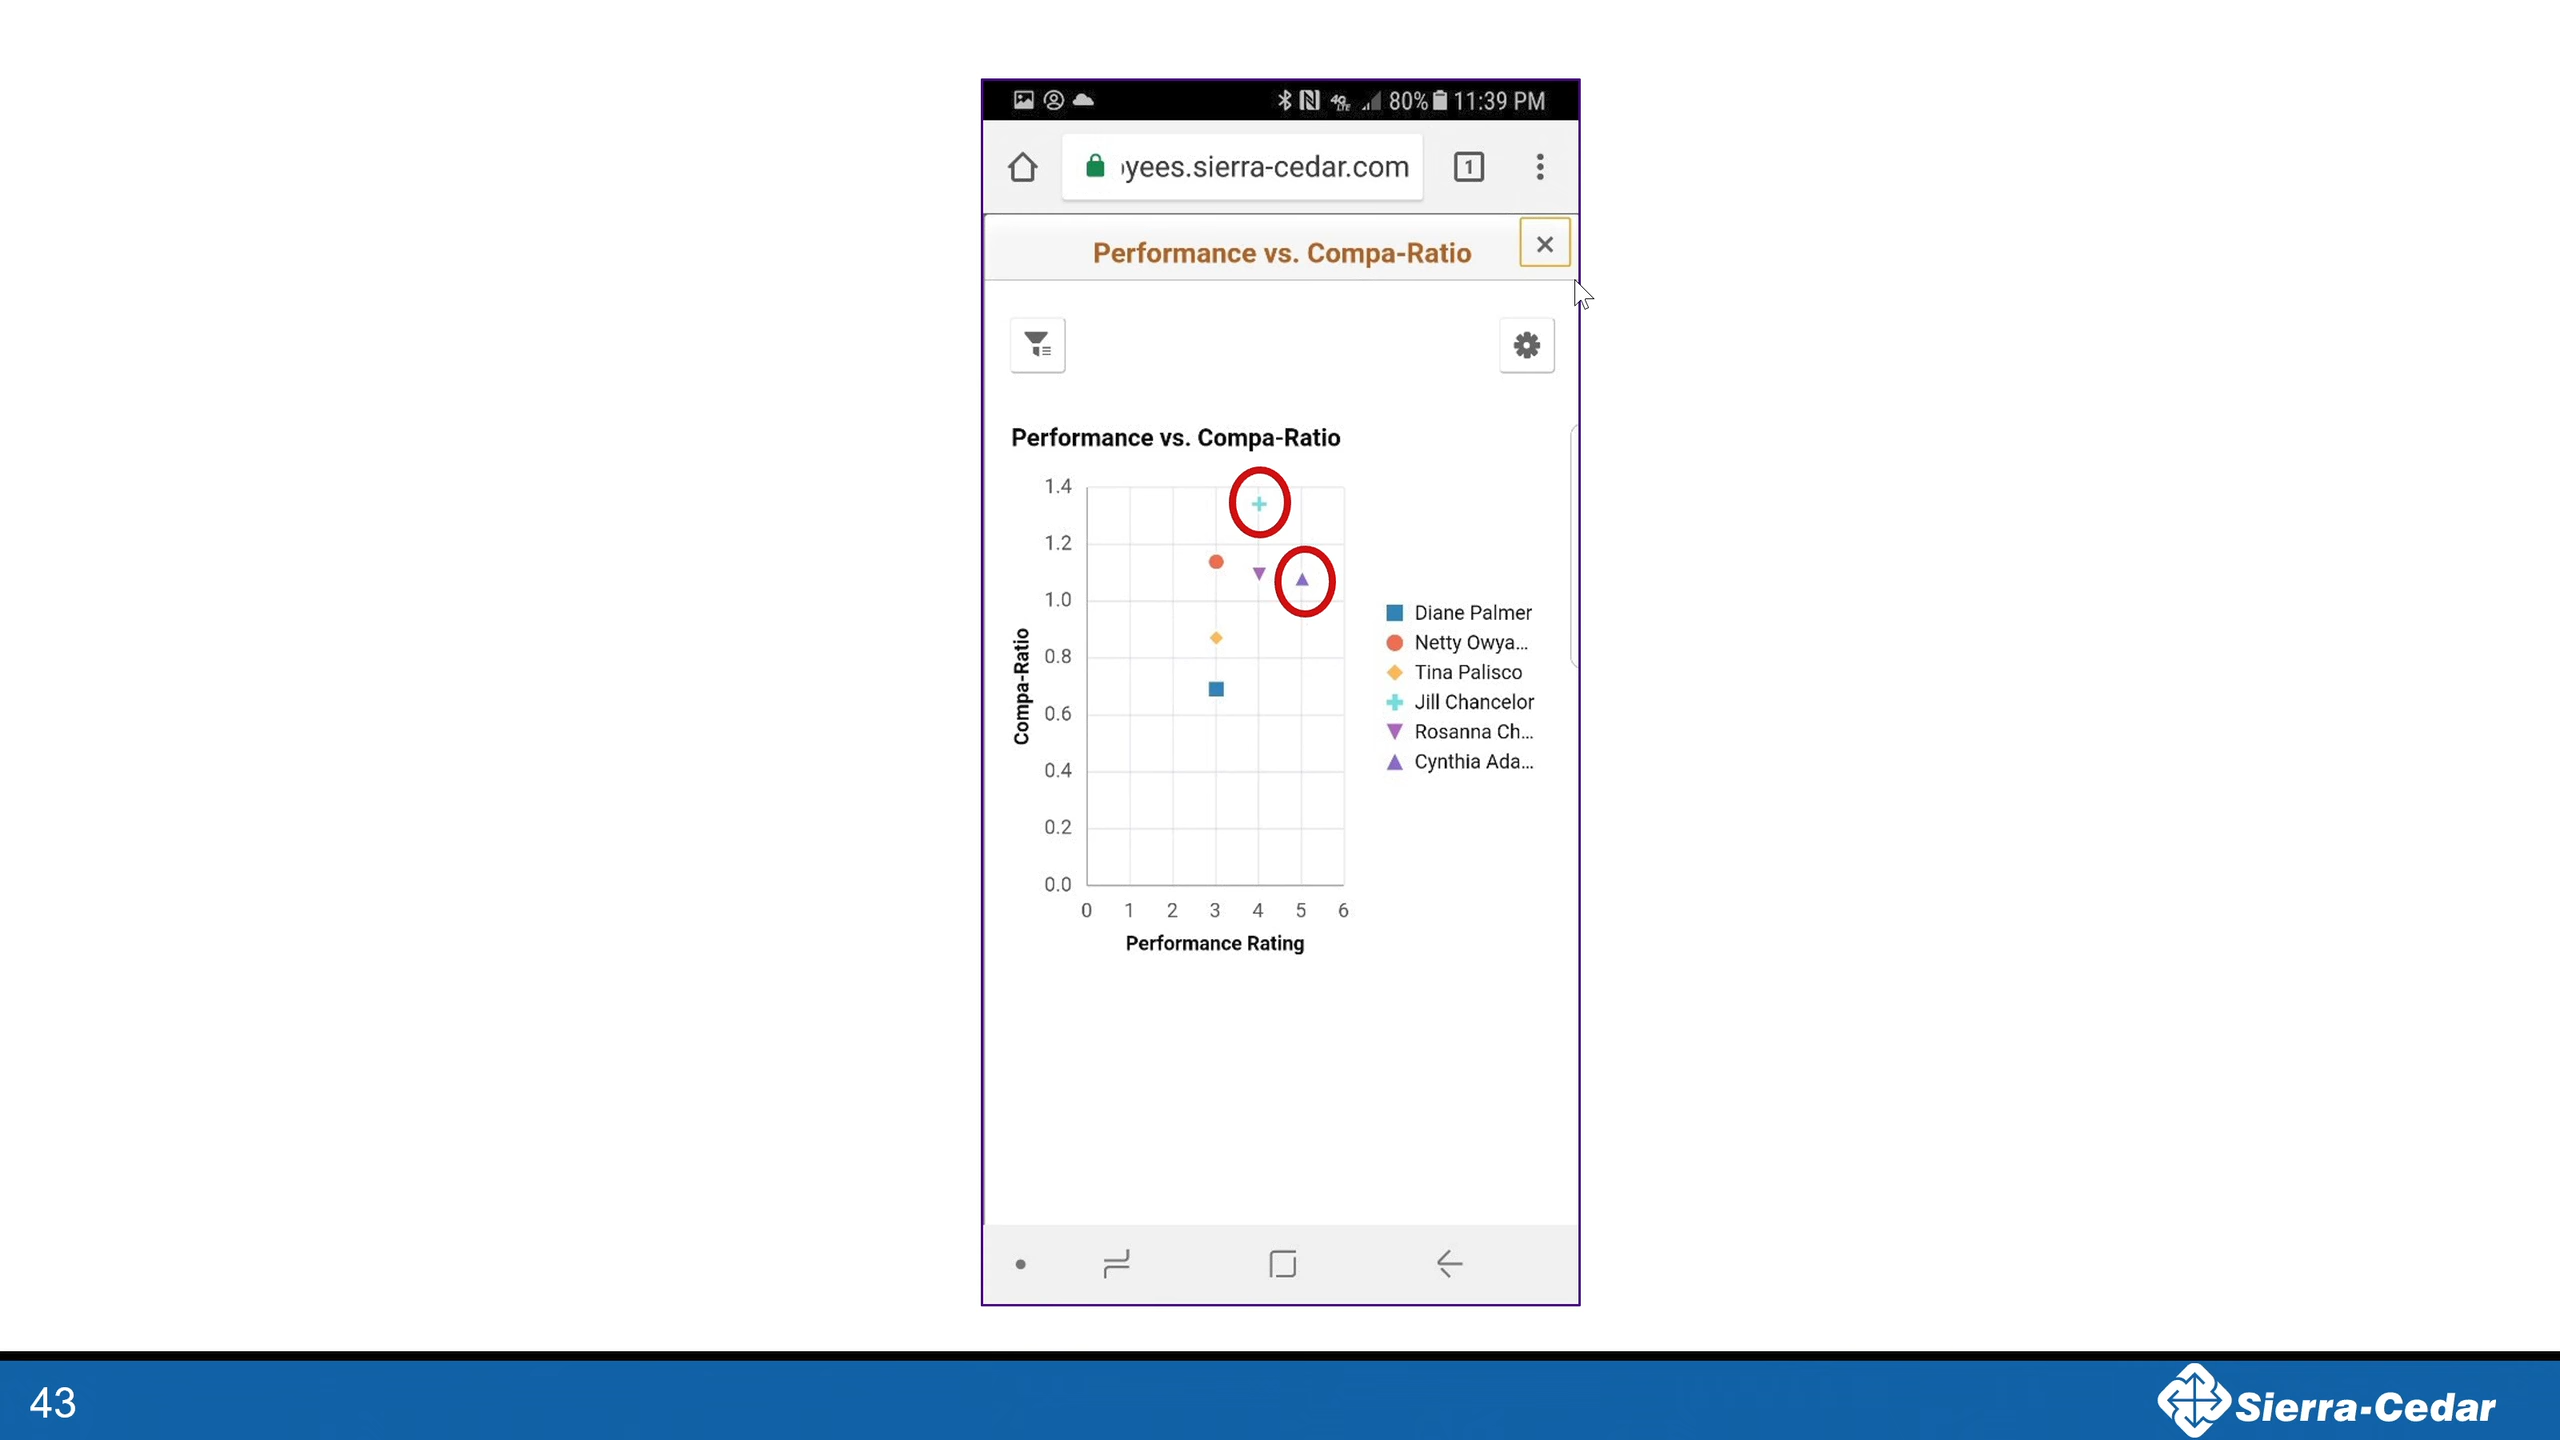 80% 11:39 PM
yees.sierra-cedar.com
1
Performance vs. Compa-Ratio
Performance vs. Compa-Ratio
1.4
1.2
1.0
0.8
0.6
0.4
0.2
0.0
Compa-Ratio
0 1 2 3 4 5 6
Performance Rating
Diane Palmer
Netty Owya...
Tina Palisco
Jill Chancelor
Rosanna Ch...
Cynthia Ada...
43
Sierra-Cedar